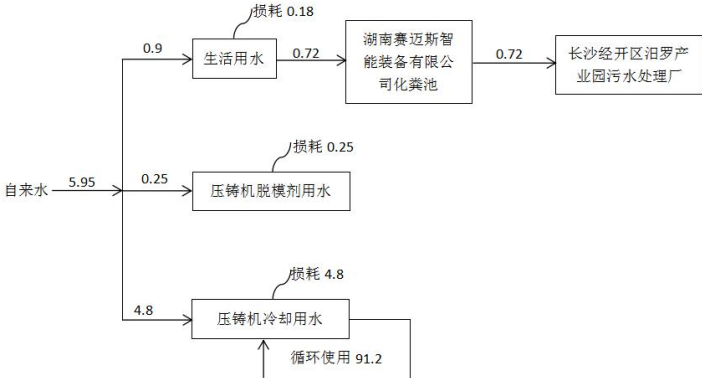 损耗 0.18
0.9
生活用水
0.72
湖南赛迈斯智
能装备有限公
司化粪池
0.72
长沙经开区汨罗产
业园污水处理厂
损耗 0.25
自来水
5.95
0.25
压铸机脱模剂用水
损耗 4.8
4.8
压铸机冷却用水
循环使用 91.2